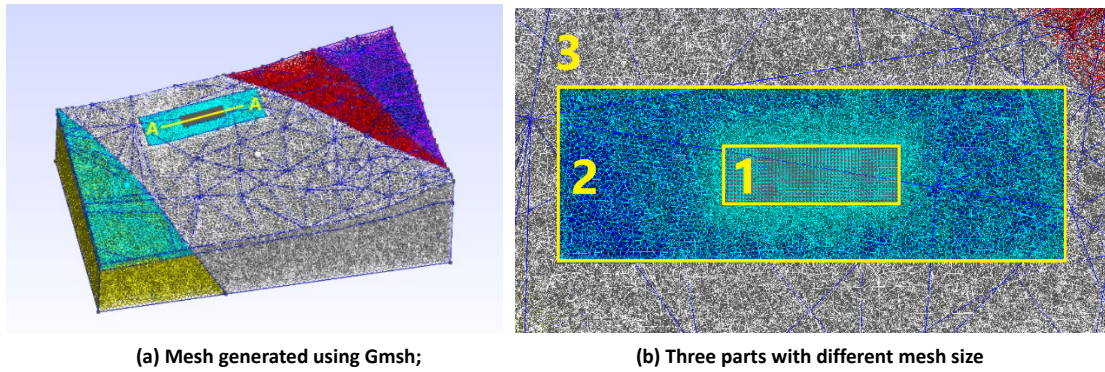 A A
3
2 1
(a) Mesh generated using Gmsh;
(b) Three parts with different mesh size